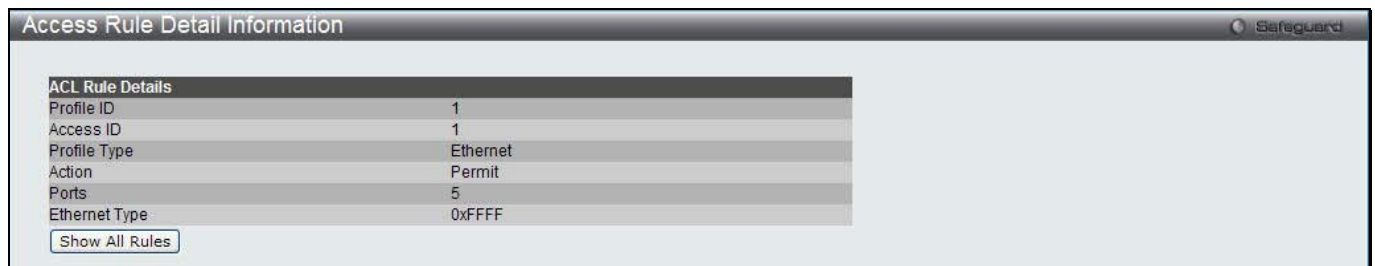 Access Rule Detail Information
Safeguard
ACL Rule Details
Profile ID 1
Access ID 1
Profile Type Ethernet
Action Permit
Ports 5
Ethernet Type 0xFFFF
Show All Rules